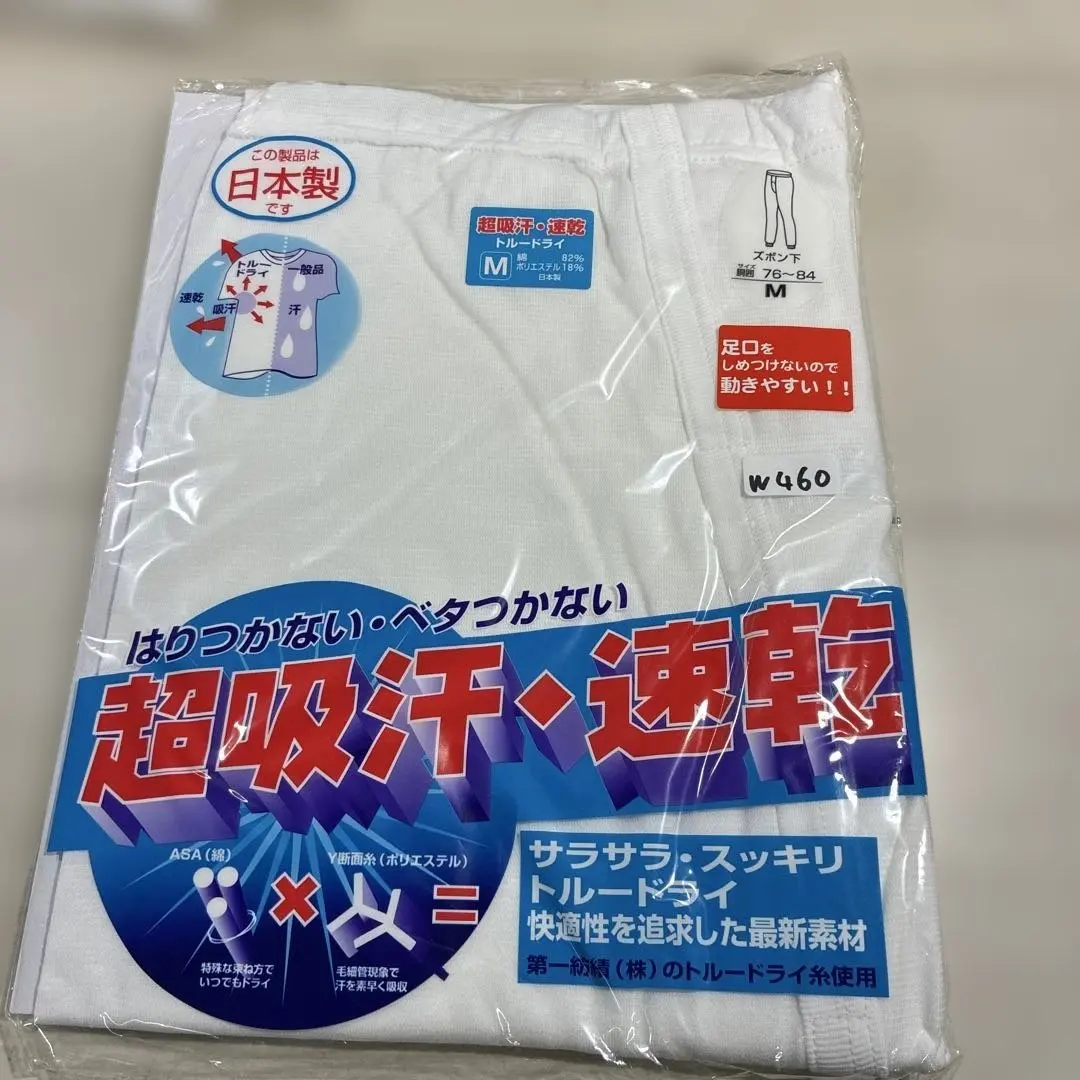 この製品は
日本製
です
トルー
ドライ
一般品
速乾
吸汗
汗
超吸汗・速乾
トルードライ
M
綿 82%
ポリエステル18%
日本製
ズボン下
サイズ
胴囲 76～84
M
足口を
しめつけないので
動きやすい！！
W460
はりつかない・ベタつかない
超吸汗・速乾
ASA（綿）
Y断面糸（ポリエステル）
×
=
特殊な束ね方で
いつでもドライ
毛細管現象で
汗を素早く吸収
サラサラ・スッキリ
トルードライ
快適性を追求した最新素材
第一紡績（株）のトルードライ糸使用